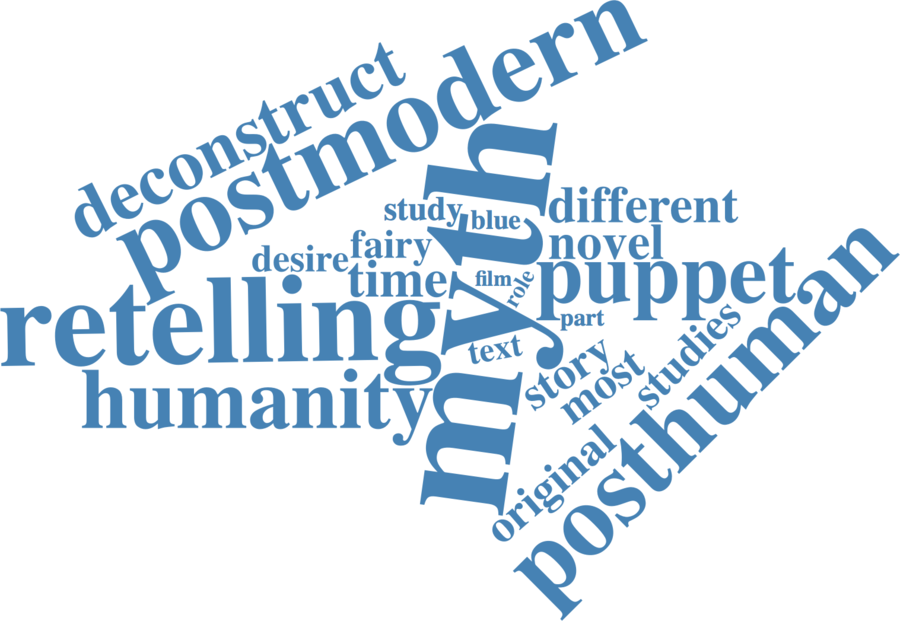 deconstruct
postmodern
myth
study
blue
different
desire
fairy
novel
time
film
role
puppet
retelling
part
text
story
most
studies
humanity
original
posthuman